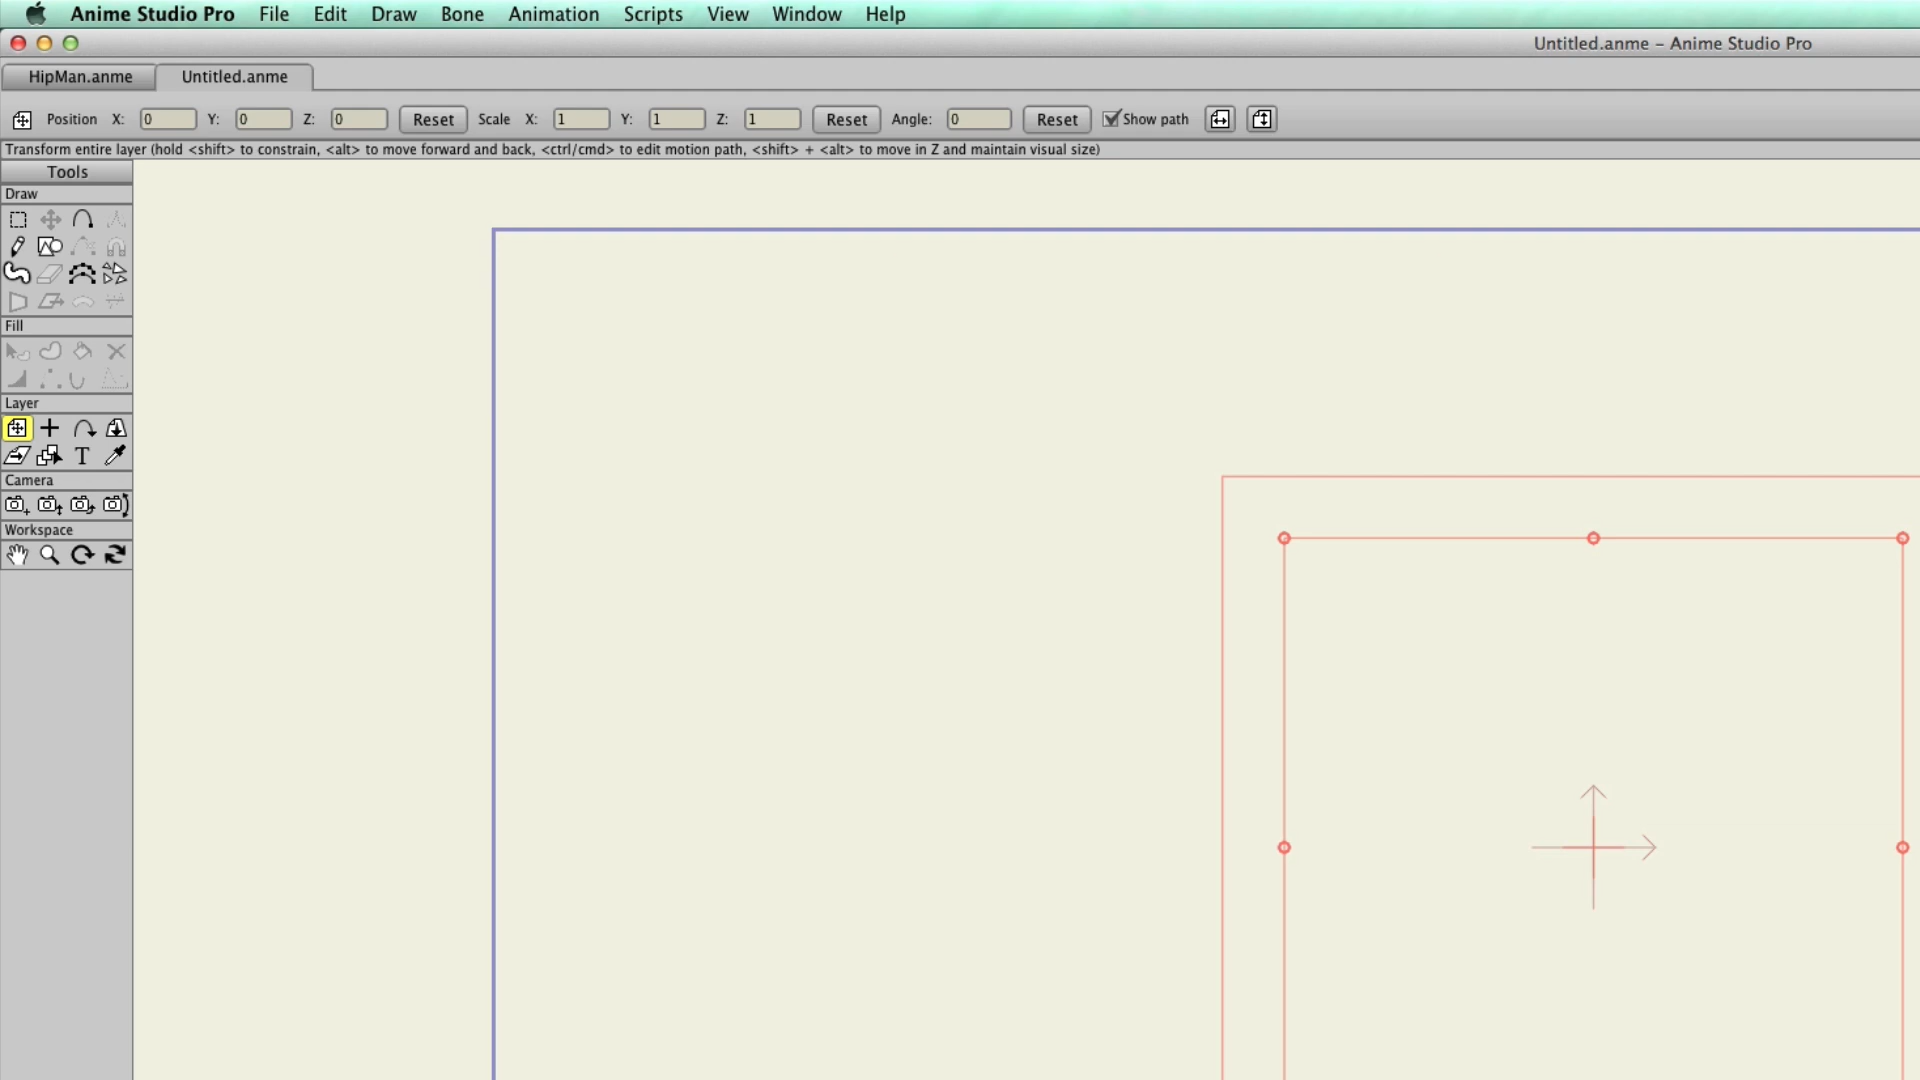 Anime Studio Pro File Edit Draw Bone Animation Scripts View Window Help
Untitled.anme – Anime Studio Pro
HipMan.anme Untitled.anme
Position X: 0 Y: 0 Z: 0 Reset Scale X: 1 Y: 1 Z: 1 Reset Angle: 0 Reset Show path
Transform entire layer (hold <shift> to constrain, <alt> to move forward and back, <ctrl/cmd> to edit motion path, <shift> + <alt> to move in Z and maintain visual size)
Tools
Draw
Fill
Layer
T
Camera
Workspace